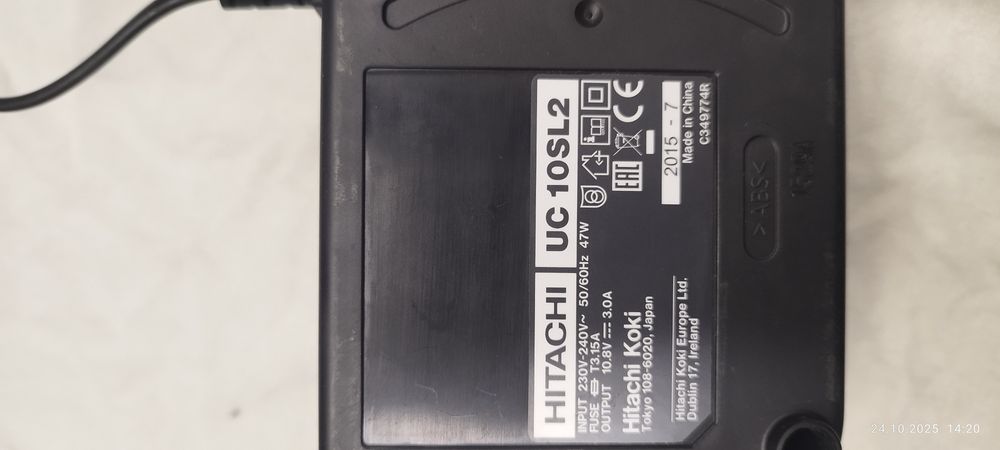 HITACHI UC 10SL2
INPUT 230V-240V~ 50/60Hz 47W
FUSE T3.15A
OUTPUT 10.8V 3.0A
Hitachi Koki
Tokyo 108-6020, Japan
Hitachi Koki Europe Ltd.
Dublin 17, Ireland
EAC
CE
2015 - 7
Made in China
C349774R
>ABS<
24.10.2025 14:20